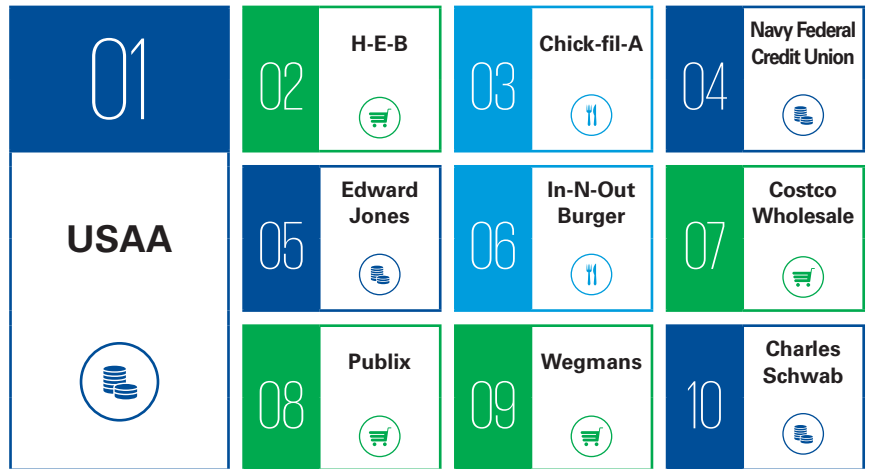 01
USAA
02
H-E-B
03
Chick-fil-A
04
Navy Federal
Credit Union
05
Edward
Jones
06
In-N-Out
Burger
07
Costco
Wholesale
08
Publix
09
Wegmans
10
Charles
Schwab